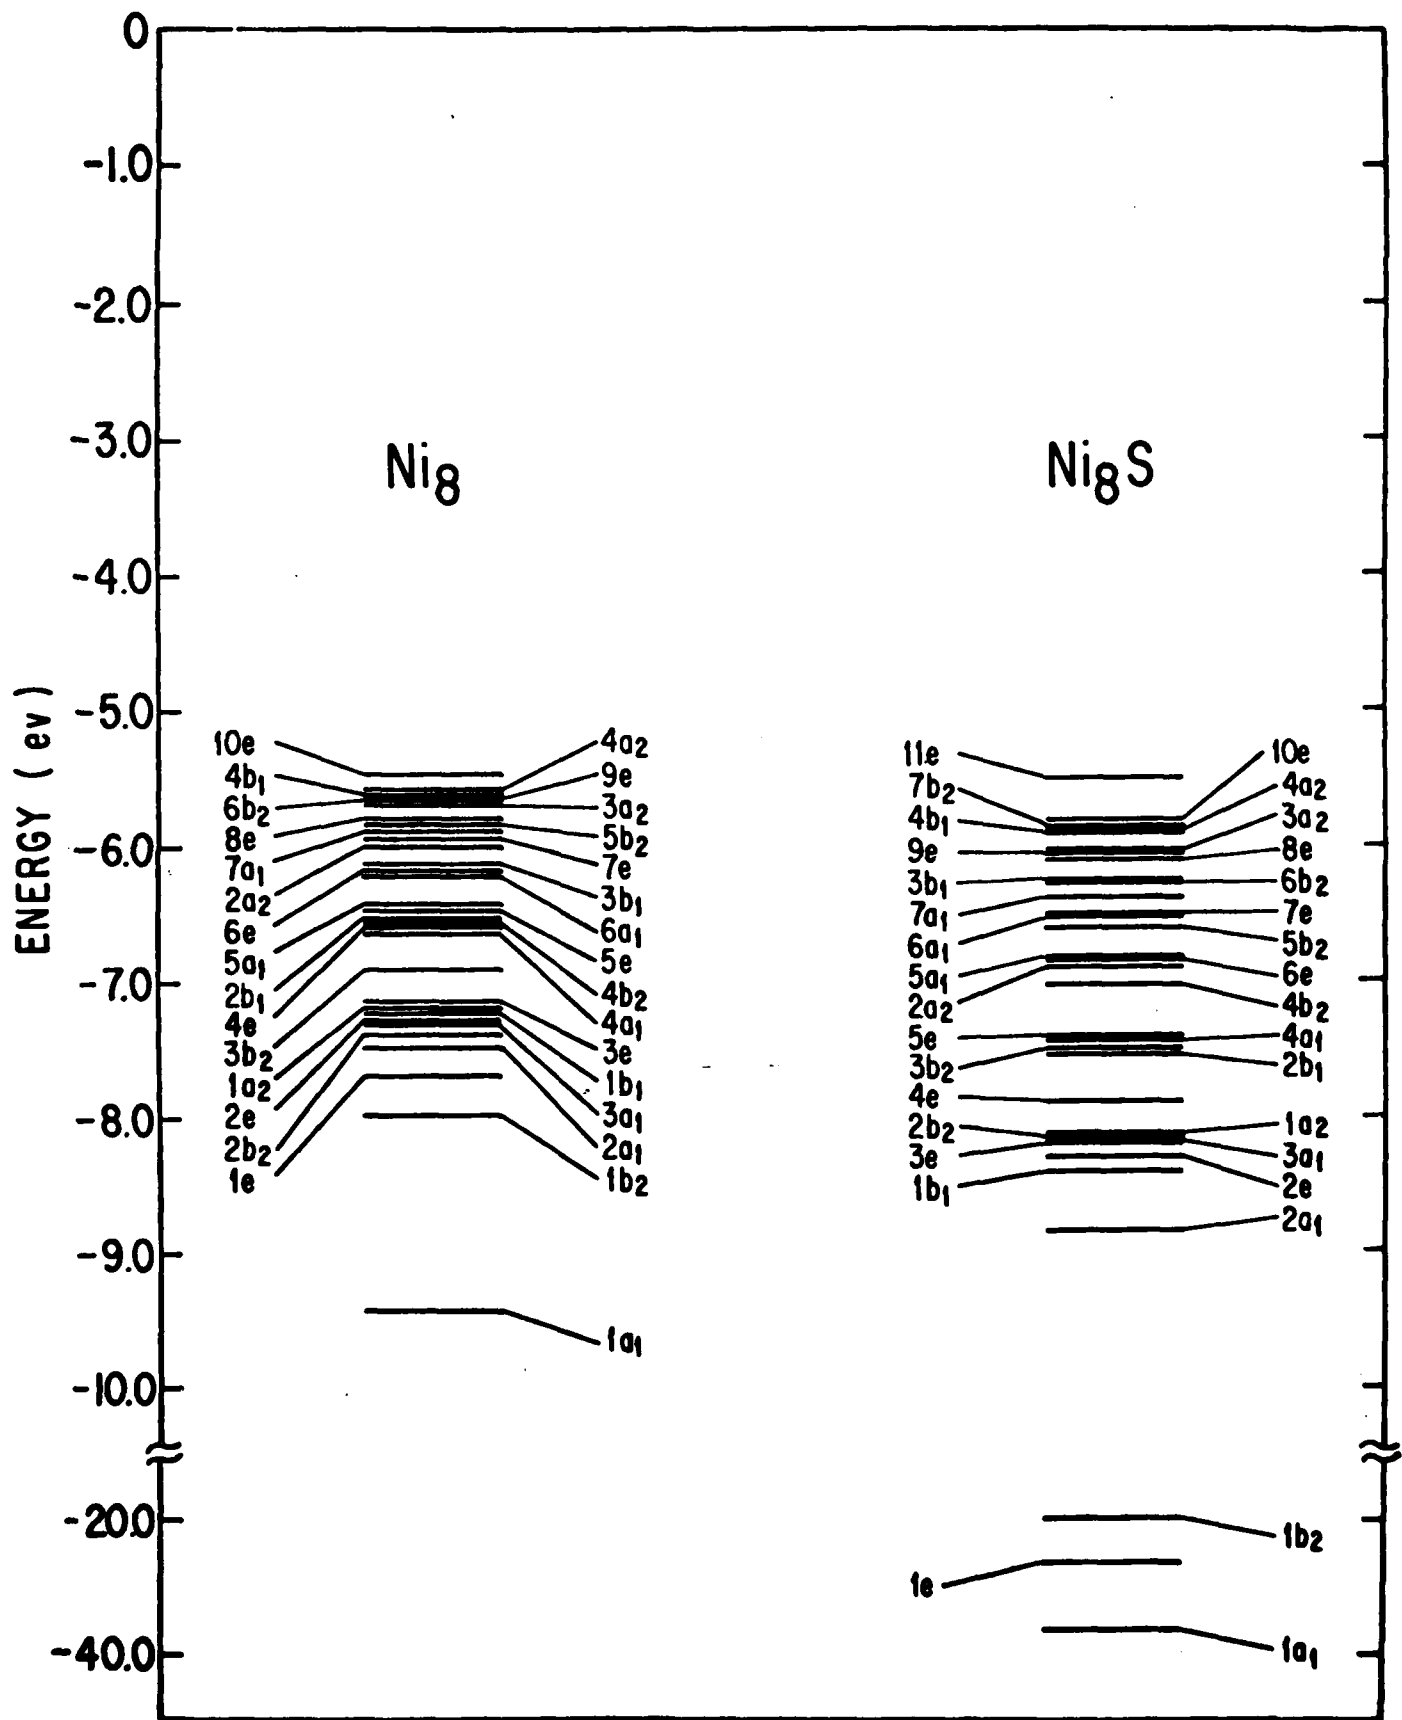 0
-1.0
-2.0
-3.0
-4.0
-5.0
-6.0
-7.0
-8.0
-9.0
-10.0
-20.0
-40.0
ENERGY (ev)
Ni8
10e
4b1
6b2
8e
7a1
2a2
6e
5a1
2b1
4e
3b2
1a2
2e
2b2
1e
4a2
9e
3a2
5b2
7e
3b1
6a1
5e
4b2
4a1
3e
1b1
3a1
2a1
1b2
1a1
Ni8S
11e
7b2
4b1
9e
3b1
7a1
6a1
5a1
2a2
5e
3b2
4e
2b2
3e
1b1
1e
10e
4a2
3a2
8e
6b2
7e
5b2
6e
4b2
4a1
2b1
1a2
3a1
2e
2a1
1b2
1a1